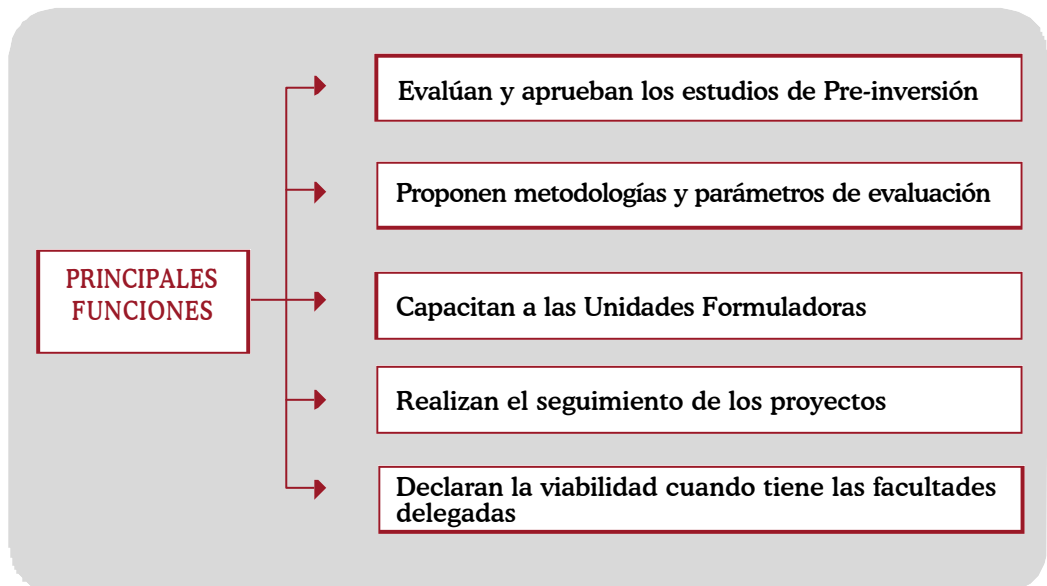 Evalúan y aprueban los estudios de Pre-inversión
Proponen metodologías y parámetros de evaluación
PRINCIPALES
FUNCIONES
Capacitan a las Unidades Formuladoras
Realizan el seguimiento de los proyectos
Declaran la viabilidad cuando tiene las facultades
delegadas